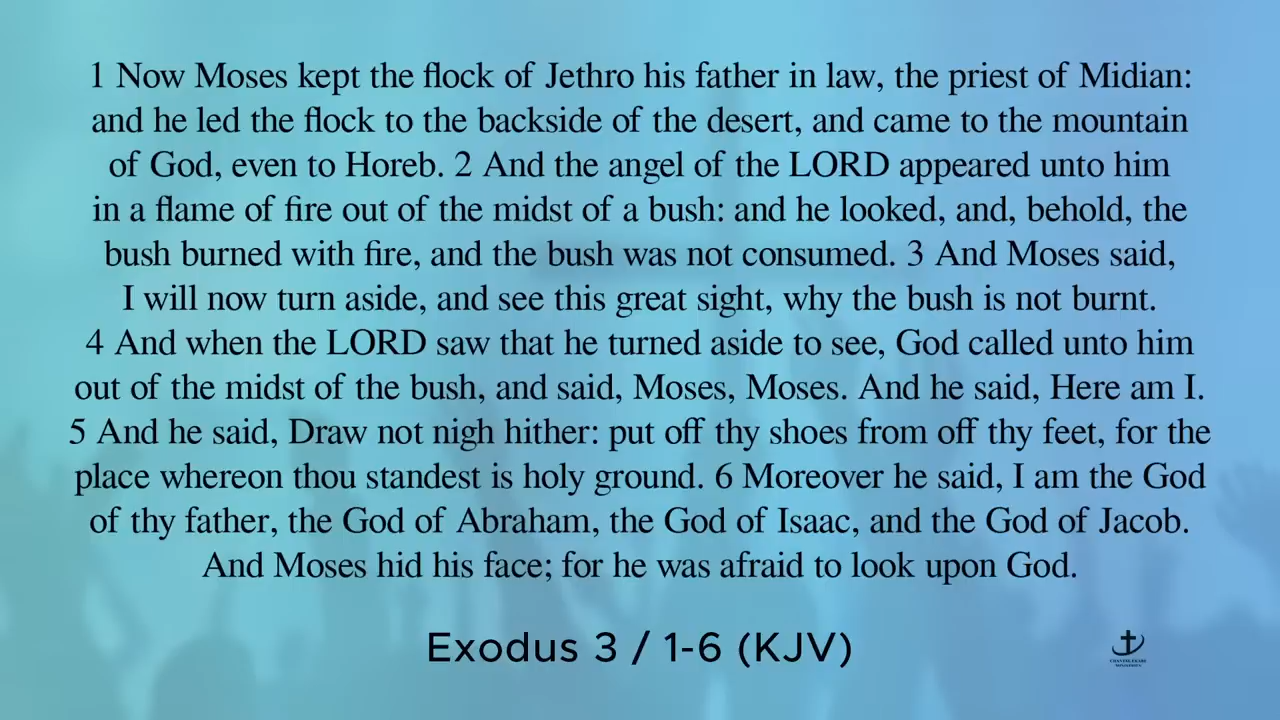 1 Now Moses kept the flock of Jethro his father in law, the priest of Midian:
and he led the flock to the backside of the desert, and came to the mountain
of God, even to Horeb. 2 And the angel of the LORD appeared unto him
in a flame of fire out of the midst of a bush: and he looked, and, behold, the
bush burned with fire, and the bush was not consumed. 3 And Moses said,
I will now turn aside, and see this great sight, why the bush is not burnt.
4 And when the LORD saw that he turned aside to see, God called unto him
out of the midst of the bush, and said, Moses, Moses. And he said, Here am I.
5 And he said, Draw not nigh hither: put off thy shoes from off thy feet, for the
place whereon thou standest is holy ground. 6 Moreover he said, I am the God
of thy father, the God of Abraham, the God of Isaac, and the God of Jacob.
And Moses hid his face; for he was afraid to look upon God.
Exodus 3 / 1-6 (KJV)
MINISTRIES